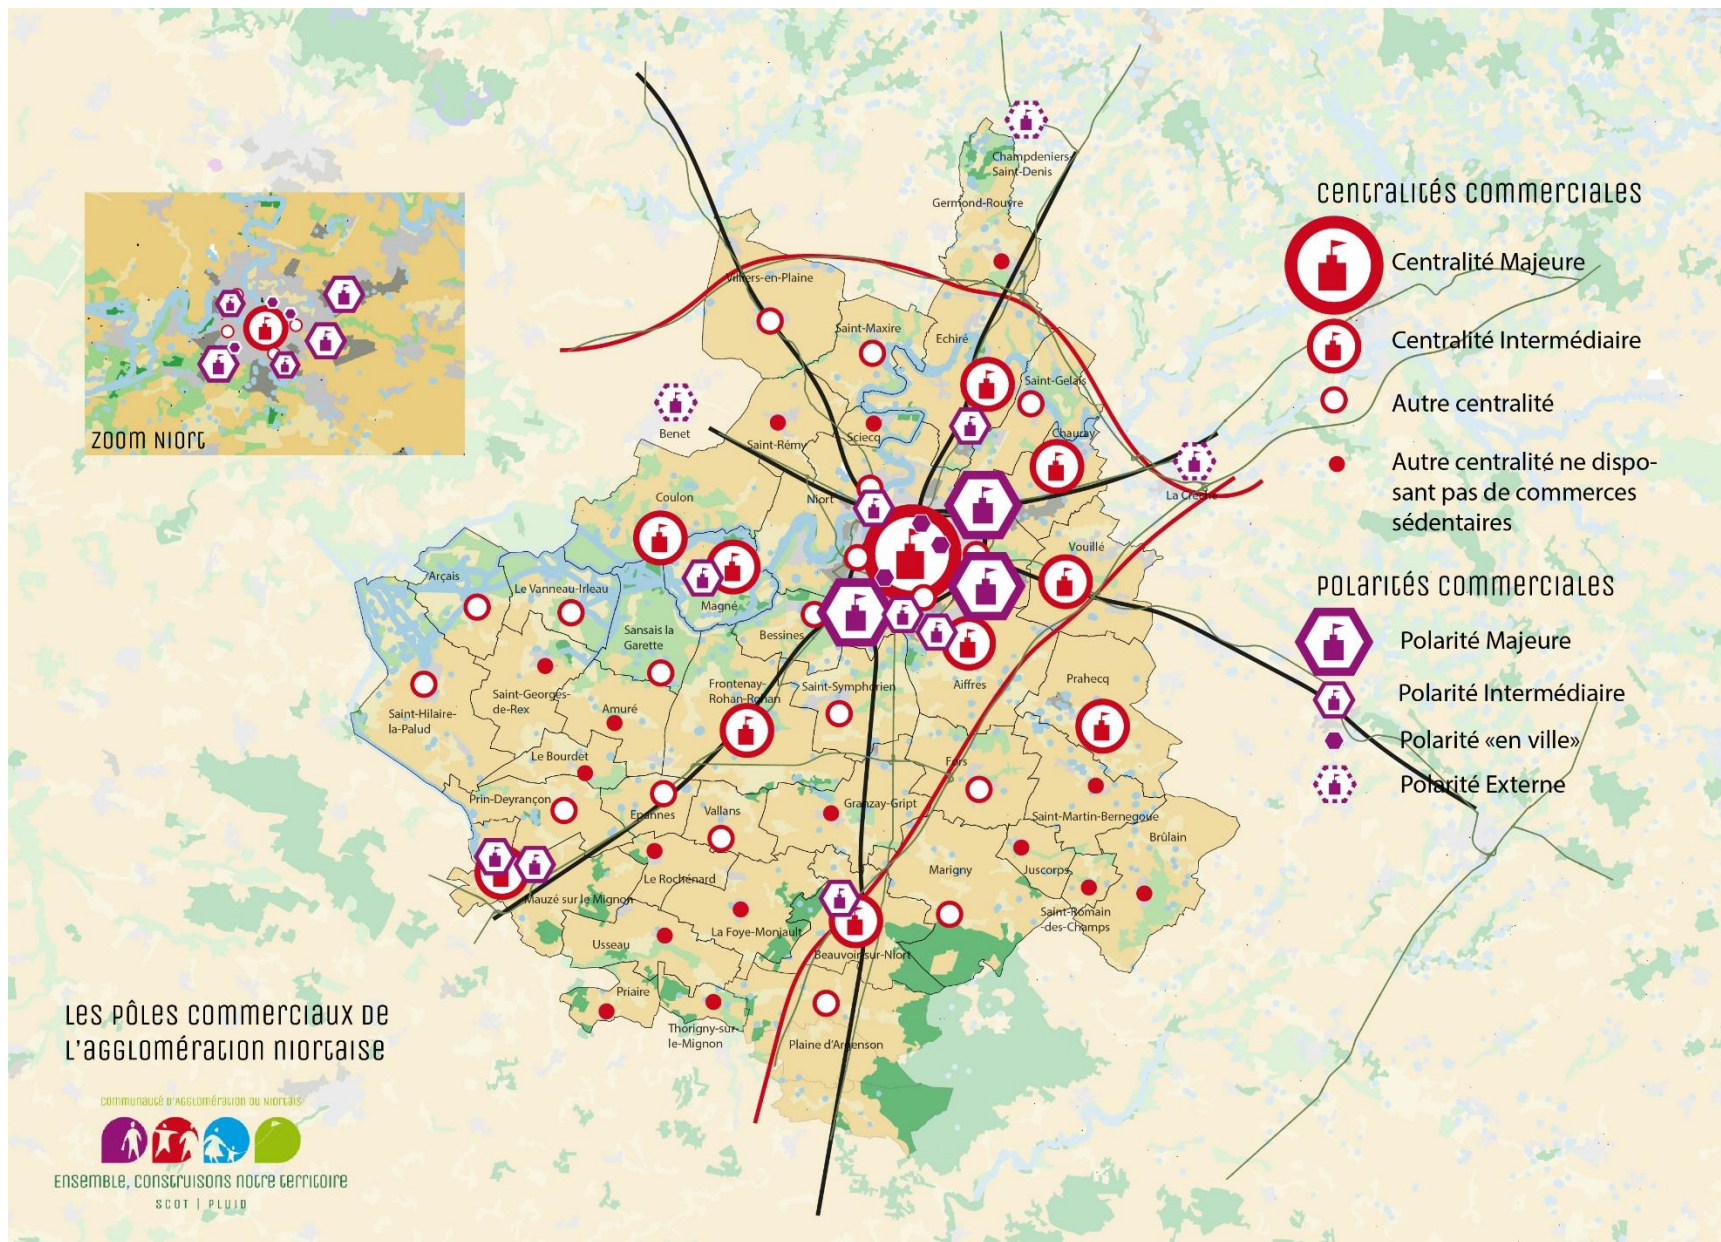 Champdeniers-
Saint-Denis
Germond-Rouvre
Villiers-en-Plaine
Saint-Maxire
Echiré
Saint-Gelais
Chauray
Benet
Saint-Rémy
Sciecq
La Crèche
Coulon
Niort
Vouillé
Arçais
Le Vanneau-Irleau
Magné
Sansais la
Garette
Bessines
Saint-Georges-
de-Rex
Amuré
Frontenay-
Rohan-Rohan
Saint-Symphorien
Aiffres
Prahecq
Saint-Hilaire-
la-Palud
Le Bourdet
Prin-Deyrançon
Epannes
Vallans
Granzay-Gript
Fors
Saint-Martin-Bernegoue
Brûlain
Mauzé sur le Mignon
Le Rochénard
Marigny
Juscorps
Usseau
La Foye-Monjault
Beauvoir-sur-Niort
Saint-Romain
-des-Champs
Priaire
Thorigny-sur-
le-Mignon
Plaine d'Argenson
ZOOM NIORT
CENTRALITÉS COMMERCIALES
Centralité Majeure
Centralité Intermédiaire
Autre centralité
Autre centralité ne dispo-
sant pas de commerces
sédentaires
POLARITÉS COMMERCIALES
Polarité Majeure
Polarité Intermédiaire
Polarité «en ville»
Polarité Externe
LES PÔLES COMMERCIAUX DE
L'AGGLOMÉRATION NIORTAISE
COMMUNAUTÉ D'AGGLOMÉRATION DU NIORTAIS
ENSEMBLE, CONSTRUISONS NOTRE TERRITOIRE
SCOT | PLUID